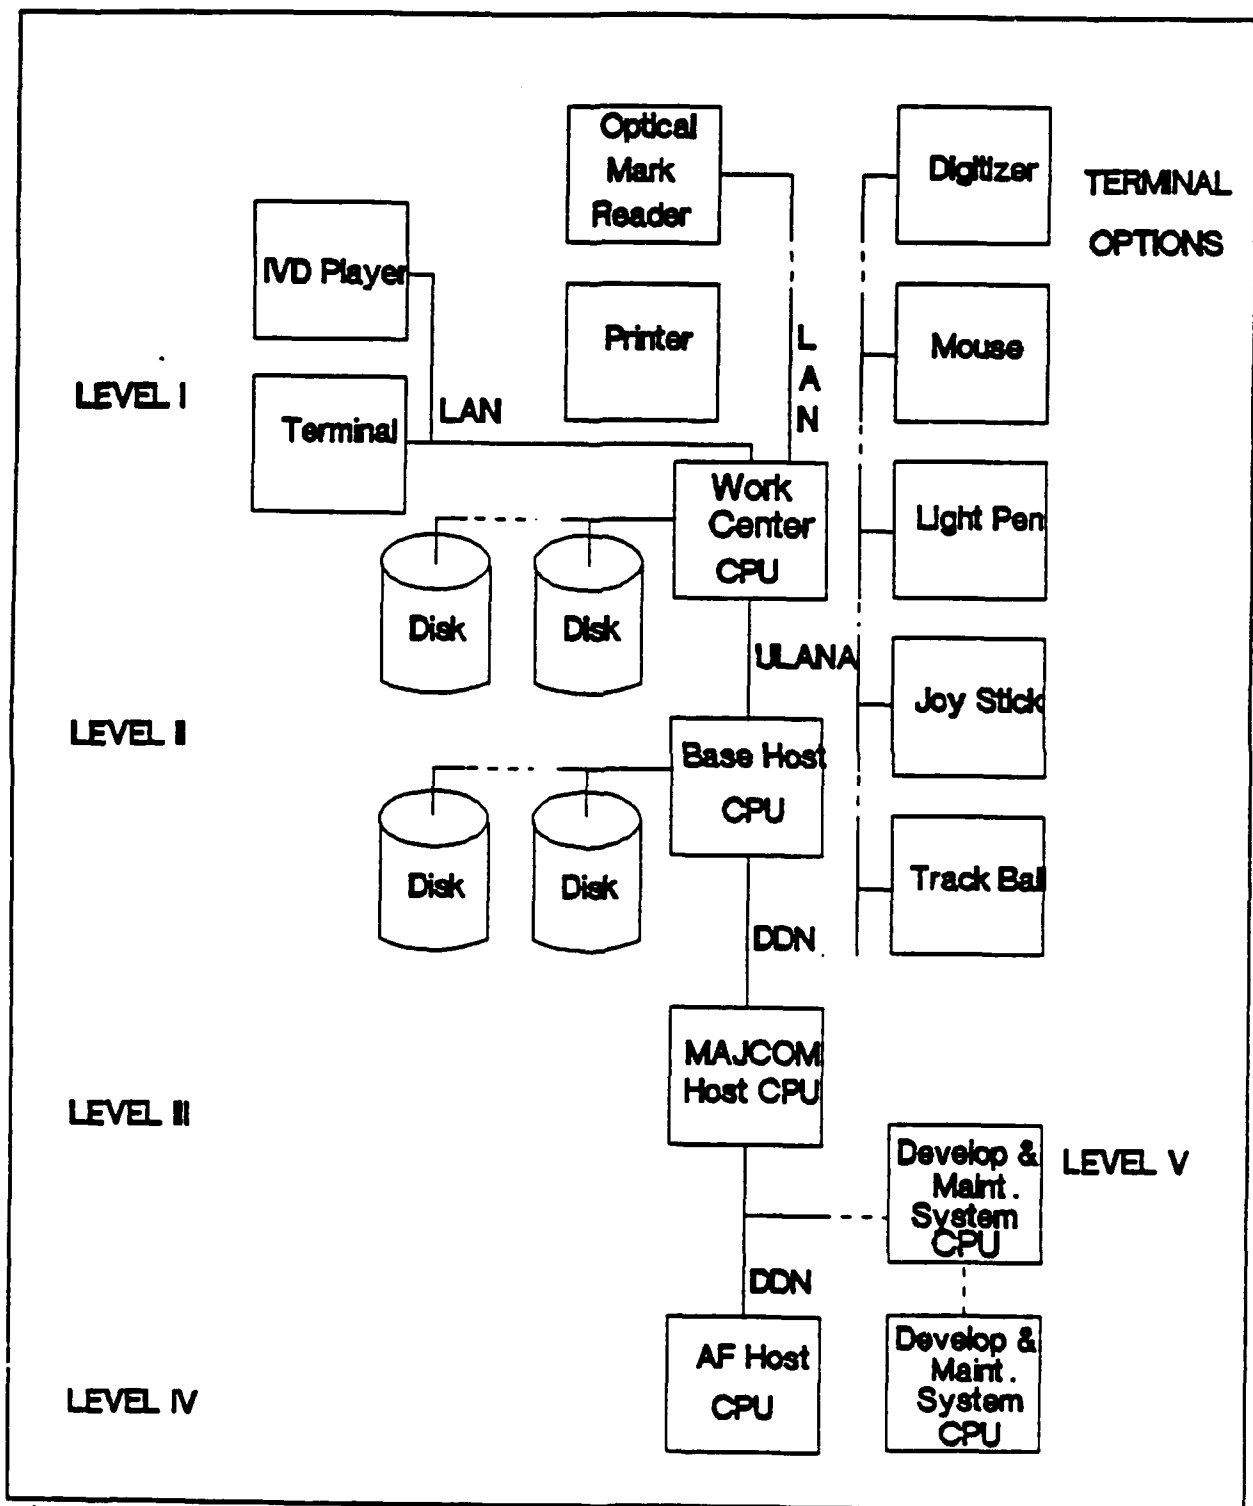 Optical
Mark
Reader
Digitizer
TERMINAL
OPTIONS
IVD Player
Printer
L
A
N
Mouse
LEVEL I
Terminal
LAN
Work
Center
CPU
Light Pen
Disk
Disk
ULANA
Joy Stick
LEVEL II
Base Host
CPU
Disk
Disk
Track Ball
DDN
MAJCOM
Host CPU
LEVEL III
Develop &
Maint.
System
CPU
LEVEL V
DDN
AF Host
CPU
Develop &
Maint.
System
CPU
LEVEL IV